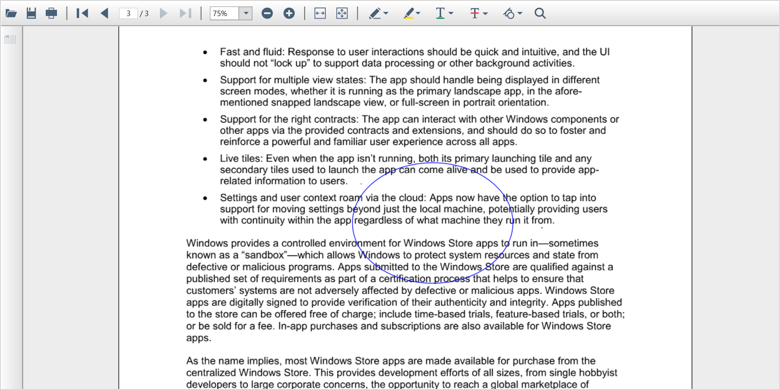 3 / 3
75%
• Fast and fluid: Response to user interactions should be quick and intuitive, and the UI
should not “lock up” to support data processing or other background activities.
• Support for multiple view states: The app should handle being displayed in different
screen modes, whether it is running as the primary landscape app, in the afore-
mentioned snapped landscape view, or full-screen in portrait orientation.
• Support for the right contracts: The app can interact with other Windows components or
other apps via the provided contracts and extensions, and should do so to foster and
reinforce a powerful and familiar user experience across all apps.
• Live tiles: Even when the app isn’t running, both its primary launching tile and any
secondary tiles used to launch the app can come alive and be used to provide app-
related information to users.
• Settings and user context roam via the cloud: Apps now have the option to tap into
support for moving settings beyond just the local machine, potentially providing users
with continuity within the app regardless of what machine they run it from.
Windows provides a controlled environment for Windows Store apps to run in—sometimes
known as a “sandbox”—which allows Windows to protect system resources and state from
defective or malicious programs. Apps submitted to the Windows Store are qualified against a
published set of requirements as part of a certification process that helps to ensure that
customers’ systems are not adversely affected by defective or malicious apps. Windows Store
apps are digitally signed to provide verification of their authenticity and integrity. Apps published
to the store can be offered free of charge; include time-based trials, feature-based trials, or both;
or be sold for a fee. In-app purchases and subscriptions are also available for Windows Store
apps.
As the name implies, most Windows Store apps are made available for purchase from the
centralized Windows Store. This provides development efforts of all sizes, from single hobbyist
developers to large corporate concerns, the opportunity to reach a global marketplace of